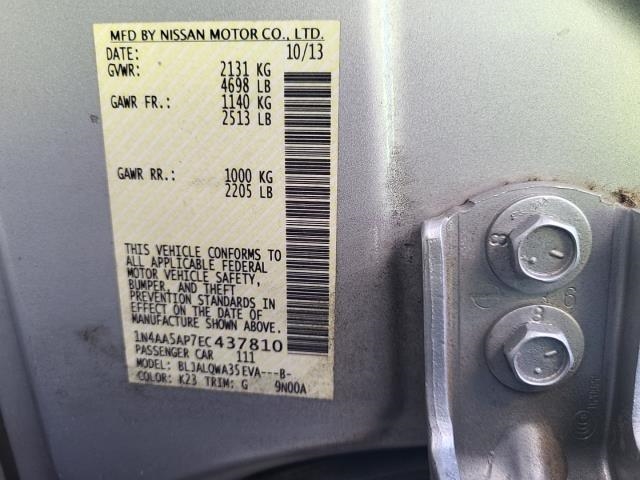 MFD BY NISSAN MOTOR CO., LTD.
DATE: 10/13
GVWR: 2131 KG
4698 LB
GAWR FR.: 1140 KG
2513 LB
GAWR RR.: 1000 KG
2205 LB
THIS VEHICLE CONFORMS TO
ALL APPLICABLE FEDERAL
MOTOR VEHICLE SAFETY,
BUMPER, AND THEFT
PREVENTION STANDARDS IN
EFFECT ON THE DATE OF
MANUFACTURE SHOWN ABOVE.
1N4AA5AP7EC437810
PASSENGER CAR 111
MODEL: BLJALQWA35EVA---B-
COLOR: K23 TRIM: G 9N00A
8
8